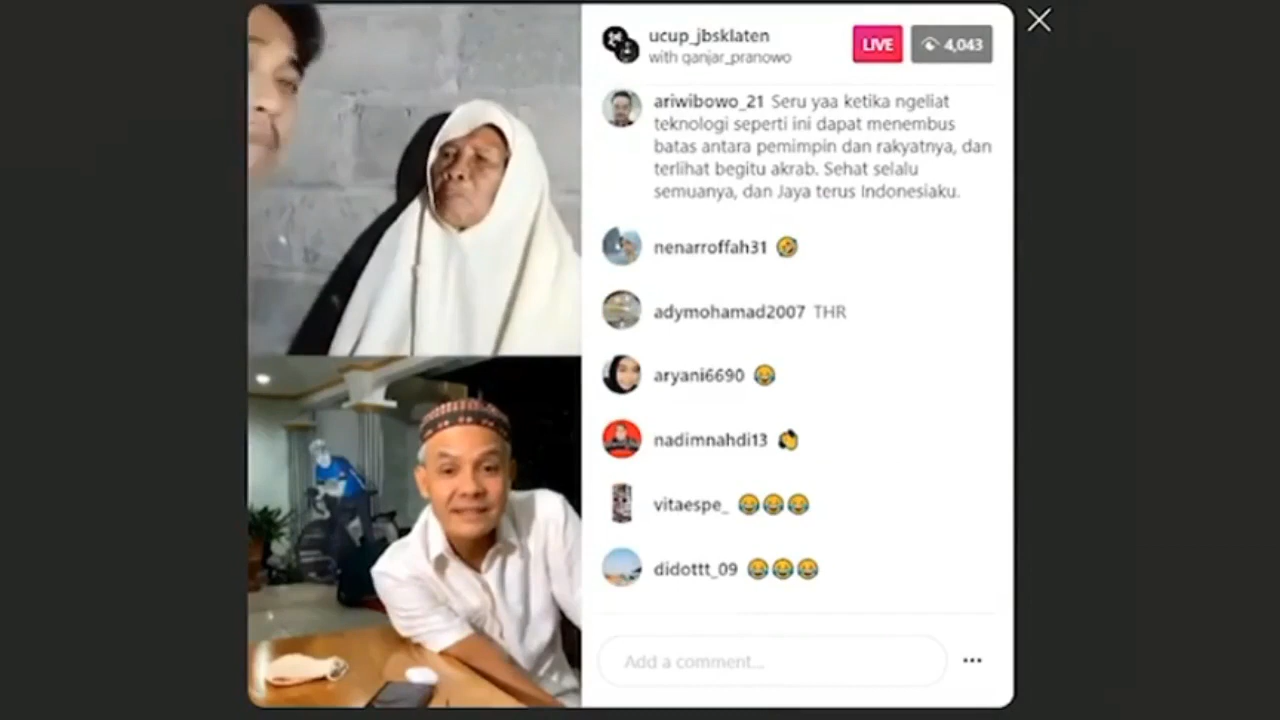 ucup_jbsklaten
with ganjar_pranowo
LIVE
4,043
ariwibowo_21 Seru yaa ketika ngeliat
teknologi seperti ini dapat menembus
batas antara pemimpin dan rakyatnya, dan
terlihat begitu akrab. Sehat selalu
semuanya, dan Jaya terus Indonesiaku.
nenarroffah31 🤣
adymohamad2007 THR
aryani6690 😂
nadimnahdi13 👏
vitaespe_ 😂😂😂
didottt_09 😂😂😂
Add a comment...